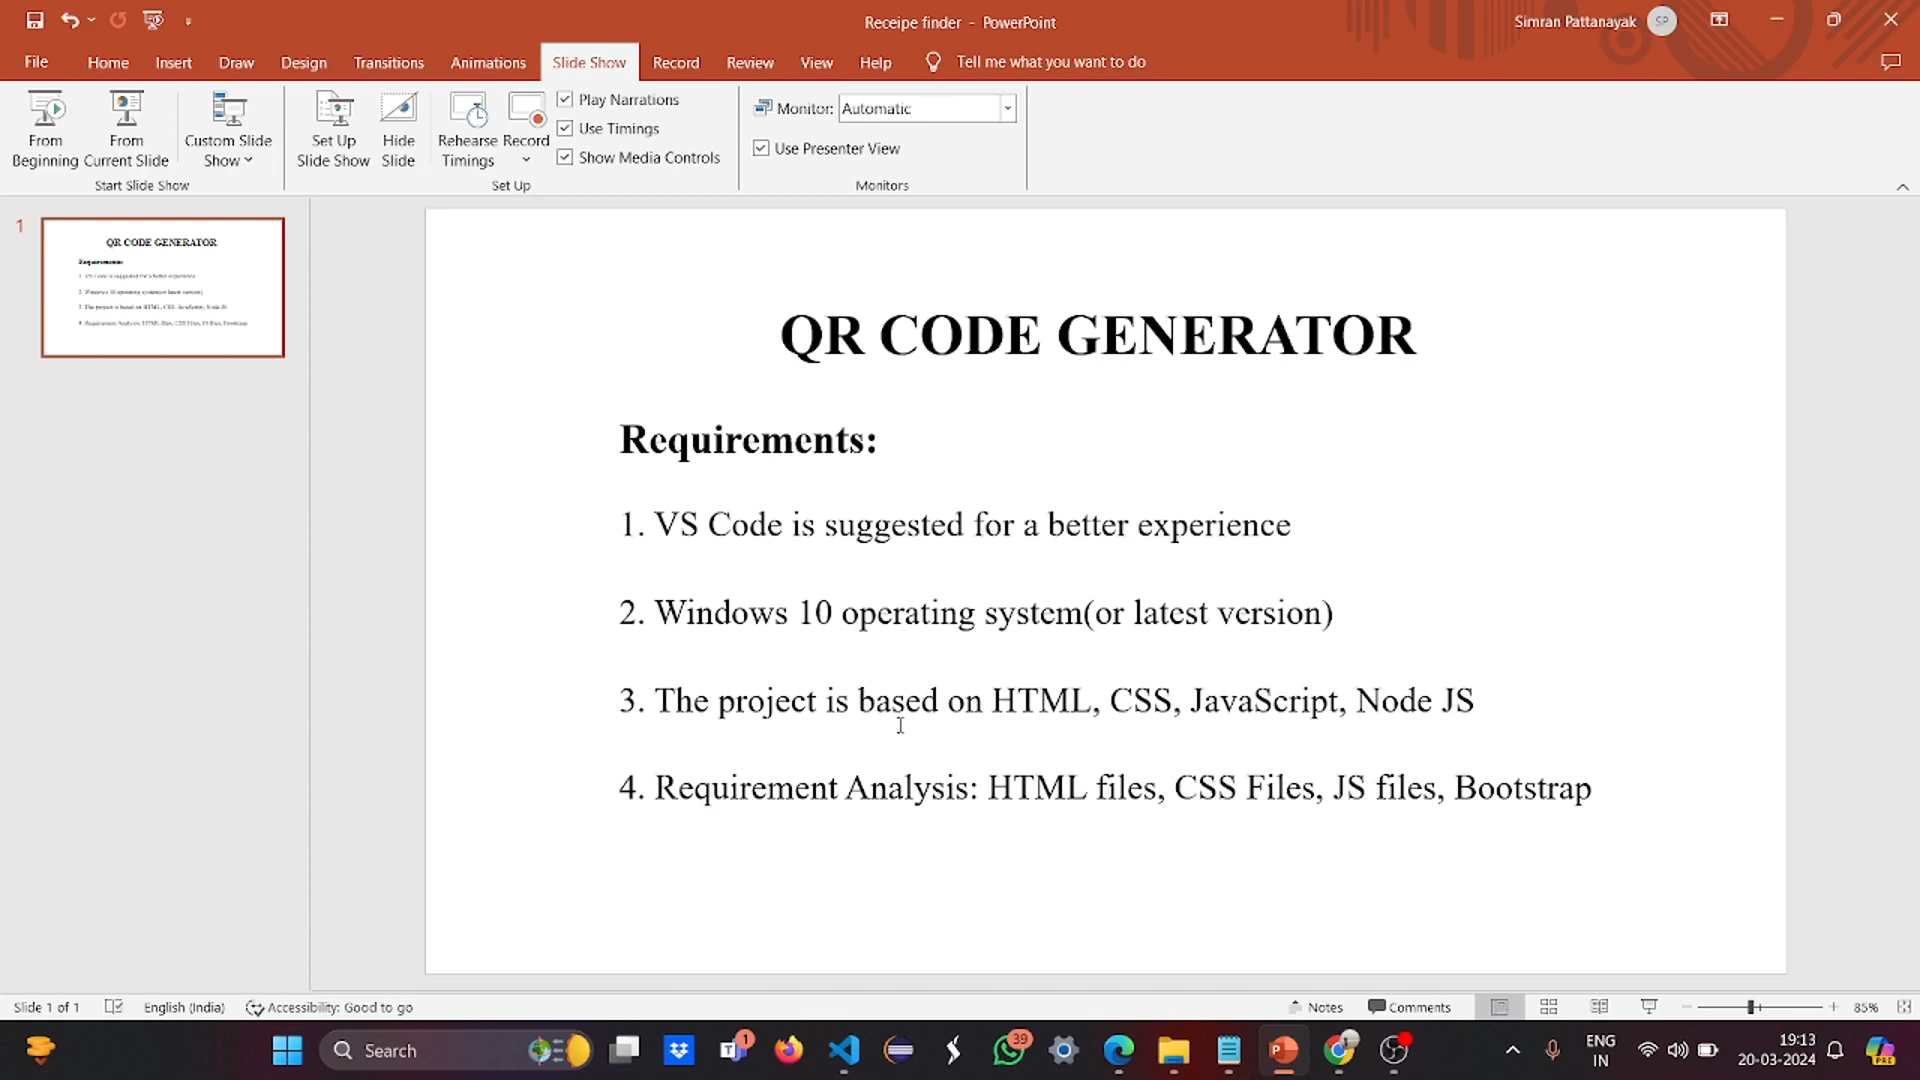 Receipe finder - PowerPoint
Simran Pattanayak SP
File Home Insert Draw Design Transitions Animations Slide Show Record Review View Help Tell me what you want to do
From Beginning
From Current Slide
Custom Slide Show
Start Slide Show
Set Up Slide Show
Hide Slide
Rehearse Timings
Record
Play Narrations
Use Timings
Show Media Controls
Set Up
Monitor: Automatic
Use Presenter View
Monitors
1
QR CODE GENERATOR
Requirements:
1. VS Code is suggested for a better experience
2. Windows 10 operating system(or latest version)
3. The project is based on HTML, CSS, JavaScript, Node JS
4. Requirement Analysis: HTML files, CSS Files, JS files, Bootstrap
QR CODE GENERATOR
Requirements:
1. VS Code is suggested for a better experience
2. Windows 10 operating system(or latest version)
3. The project is based on HTML, CSS, JavaScript, Node JS
4. Requirement Analysis: HTML files, CSS Files, JS files, Bootstrap
Slide 1 of 1 English (India) Accessibility: Good to go Notes Comments 85%
Search
1
39
ENG
IN
19:13
20-03-2024
PRE